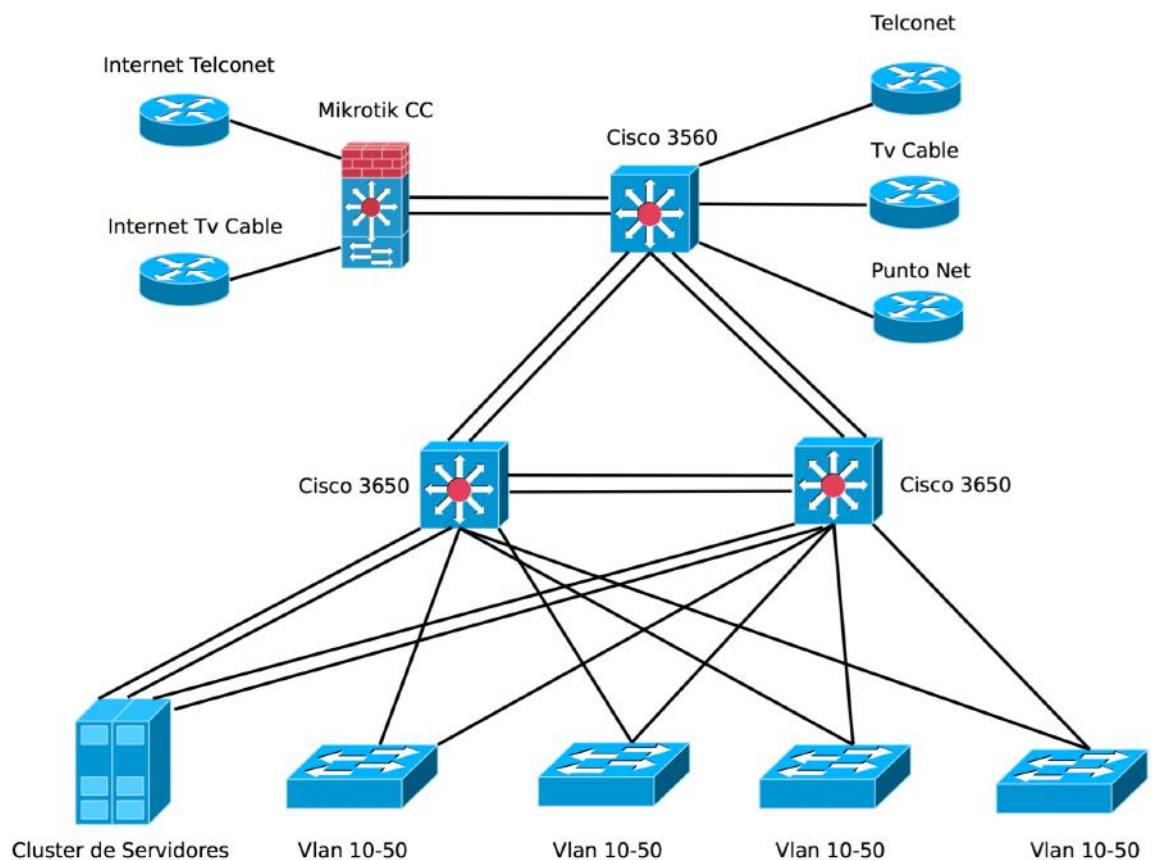 Telconet
Internet Telconet
Mikrotik CC
Cisco 3560
Tv Cable
Internet Tv Cable
Punto Net
Cisco 3650
Cisco 3650
Cluster de Servidores
Vlan 10-50
Vlan 10-50
Vlan 10-50
Vlan 10-50